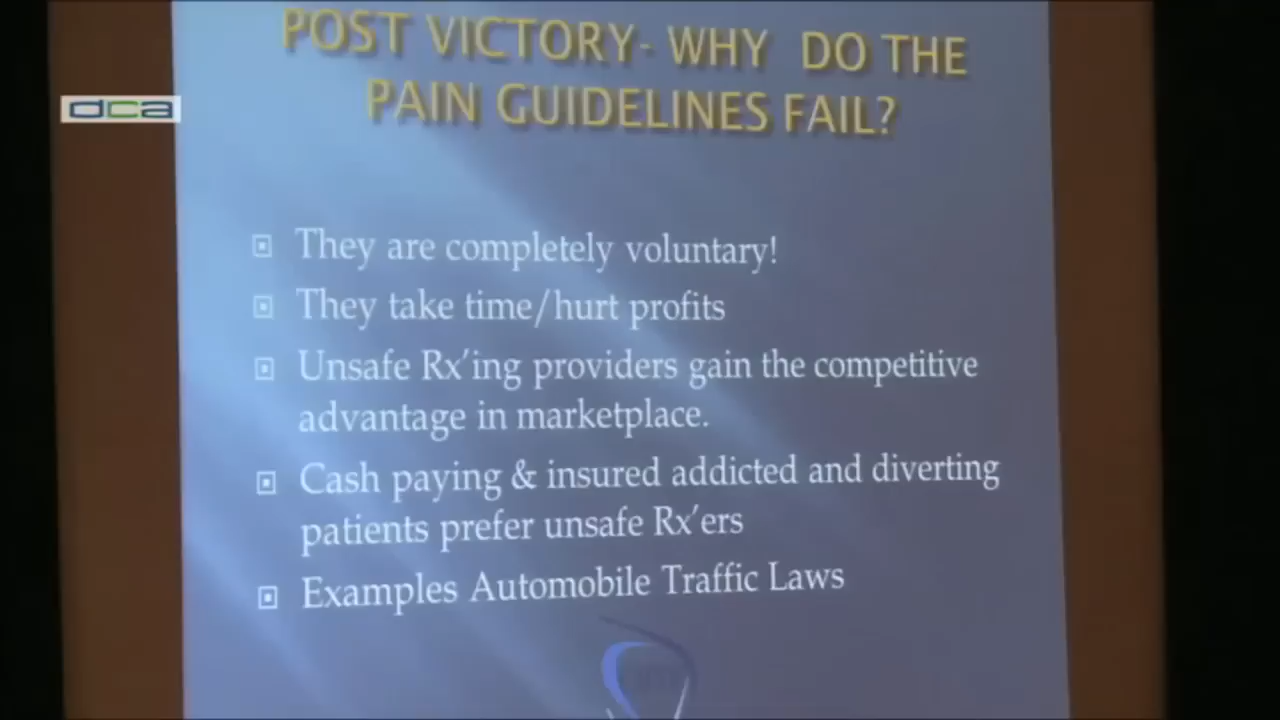 POST VICTORY- WHY DO THE
PAIN GUIDELINES FAIL?
dca
They are completely voluntary!
They take time/hurt profits
Unsafe Rx'ing providers gain the competitive
advantage in marketplace.
Cash paying & insured addicted and diverting
patients prefer unsafe Rx'ers
Examples Automobile Traffic Laws